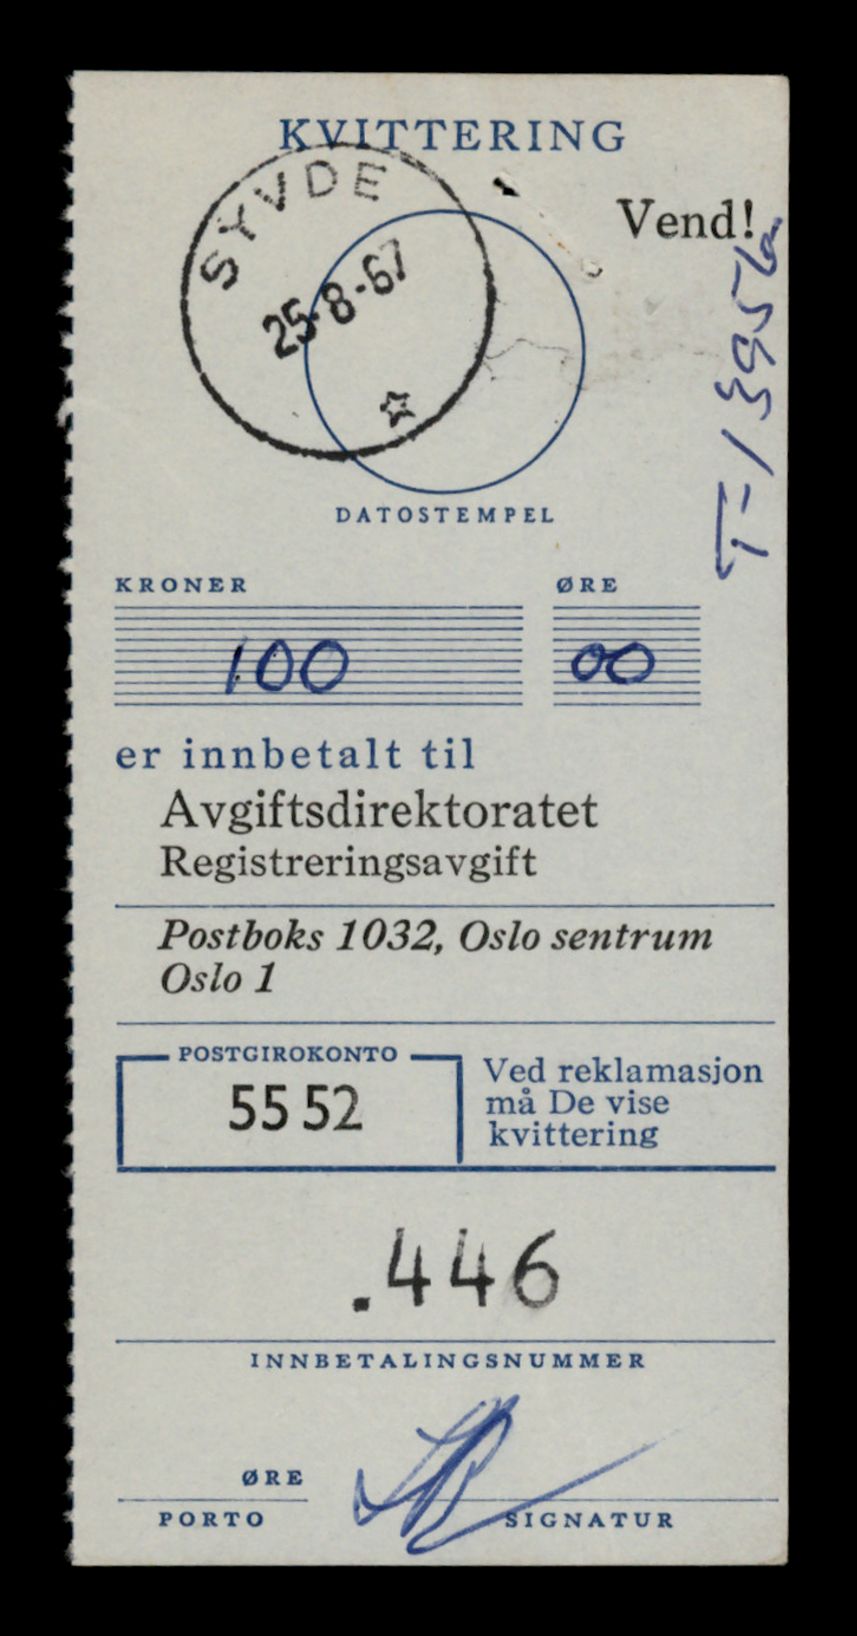 KVITTERING
Vend!
SYVDE
25-8-67
T-13956
DATOSTEMPEL
KRONER ØRE
100 00
er innbetalt til
Avgiftsdirektoratet
Registreringsavgift
Postboks 1032, Oslo sentrum
Oslo 1
POSTGIROKONTO
55 52
Ved reklamasjon
må De vise
kvittering
.446
INNBETALINGSNUMMER
ØRE
PORTO SIGNATUR